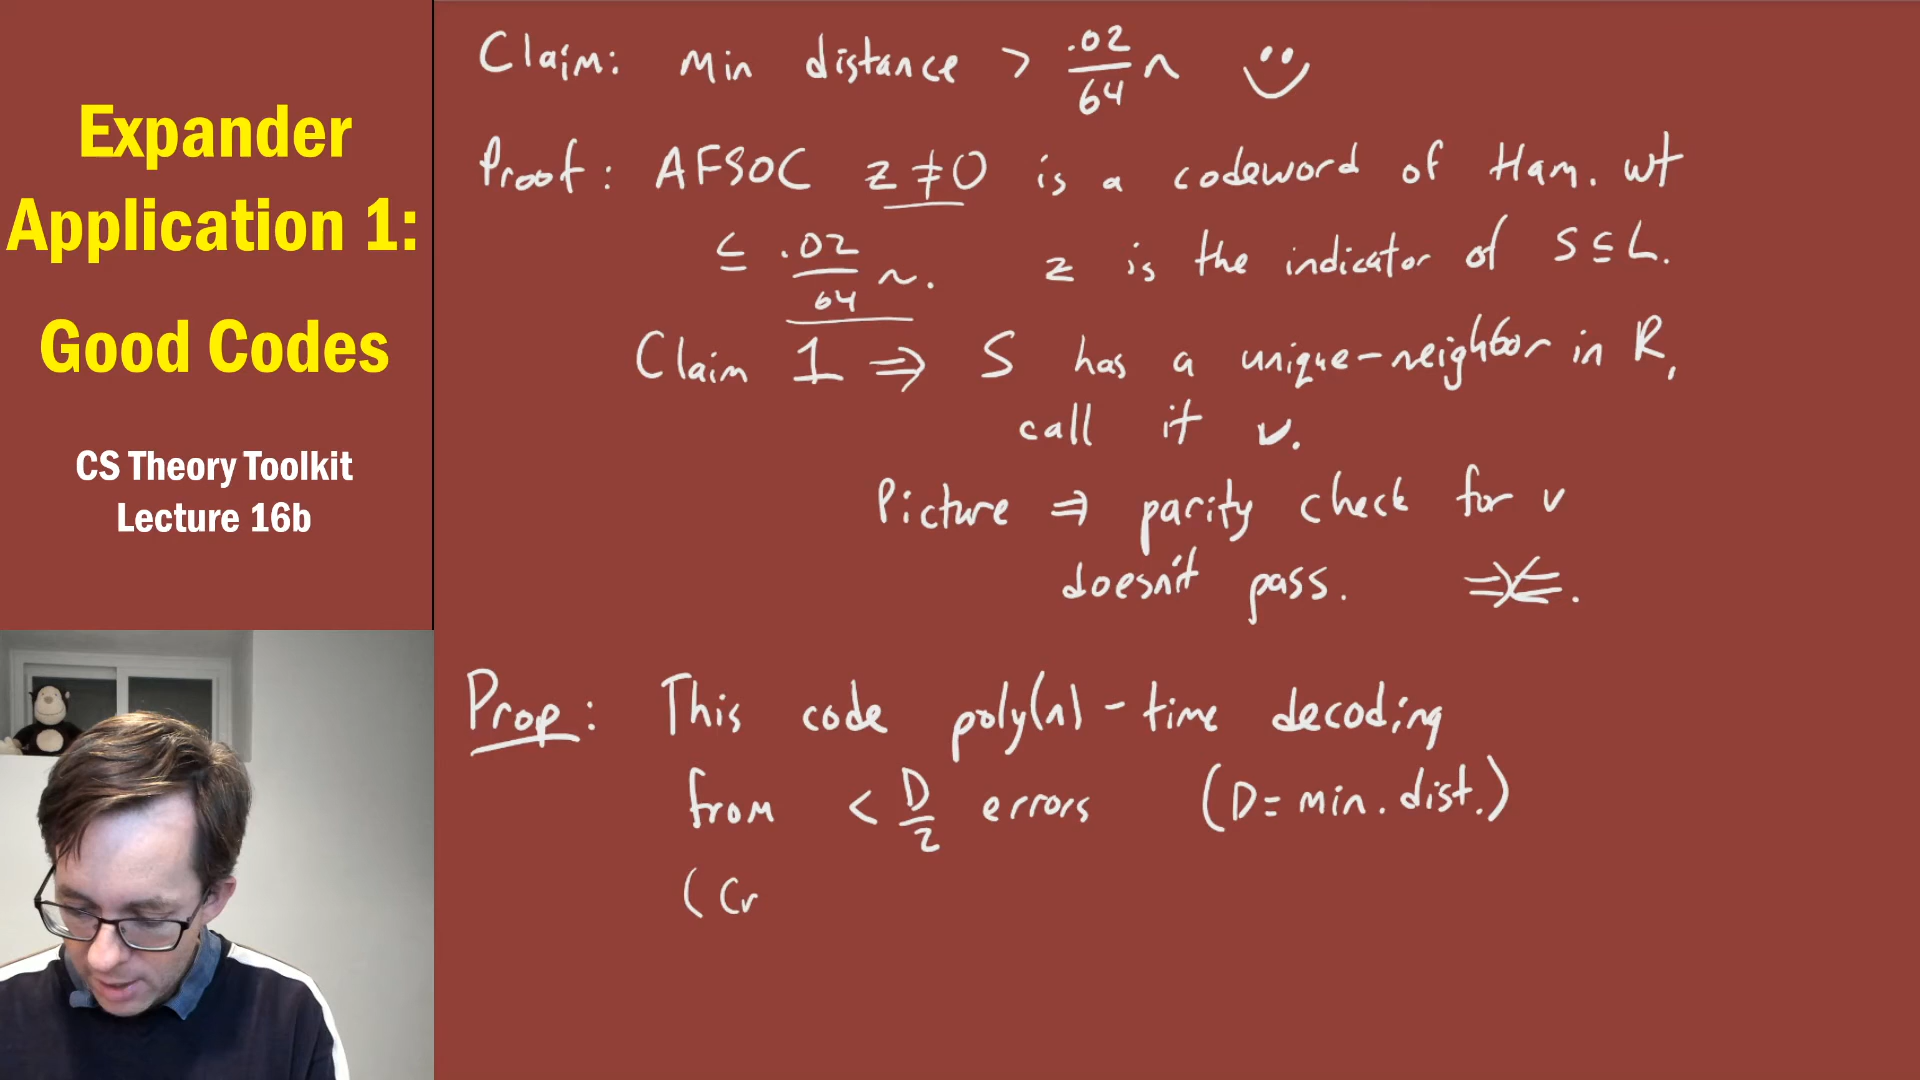 Expander
Application 1:
Good Codes
CS Theory Toolkit
Lecture 16b
Claim: min distance > .02/64 n
Proof: AFSOC z ≠ 0 is a codeword of Ham. wt
≤ .02/64 n. z is the indicator of S ⊆ L.
Claim 1 ⇒ S has a unique-neighbor in R,
call it v.
Picture ⇒ parity check for v
doesn't pass. ⇒⇐.
Prop: This code poly(n)-time decoding
from < D/2 errors (D = min. dist.)
(Cr